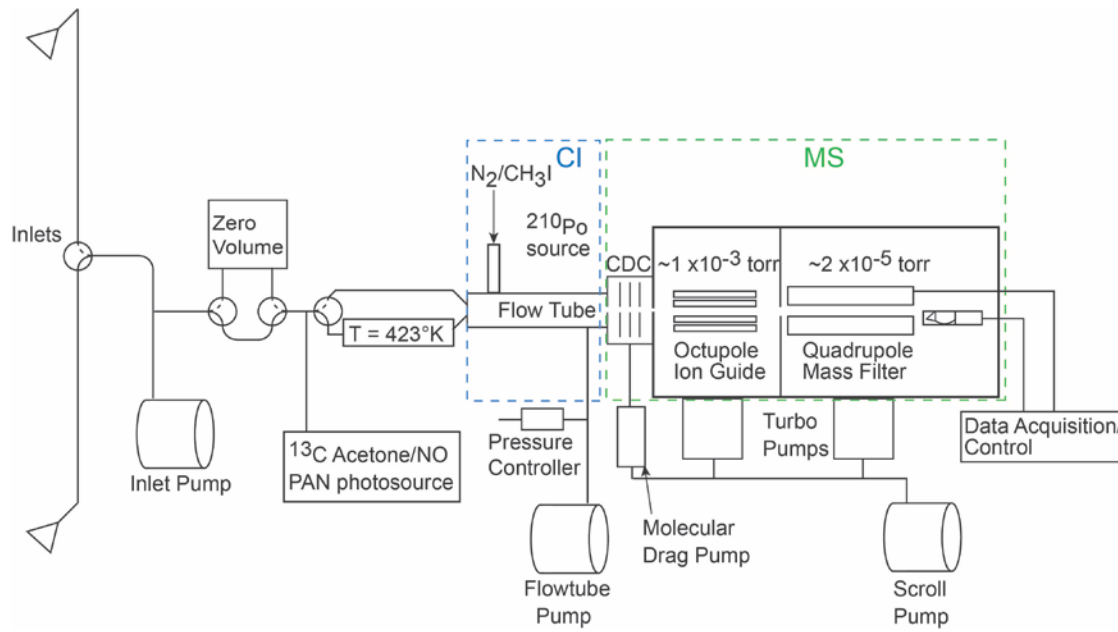 CI
MS
N2/CH3I
210Po
source
Inlets
Zero
Volume
CDC
~1 x10-3 torr
~2 x10-5 torr
Flow Tube
T = 423°K
Octupole
Ion Guide
Quadrupole
Mass Filter
Inlet Pump
13C Acetone/NO
PAN photosource
Pressure
Controller
Turbo
Pumps
Data Acquisition/
Control
Molecular
Drag Pump
Flowtube
Pump
Scroll
Pump